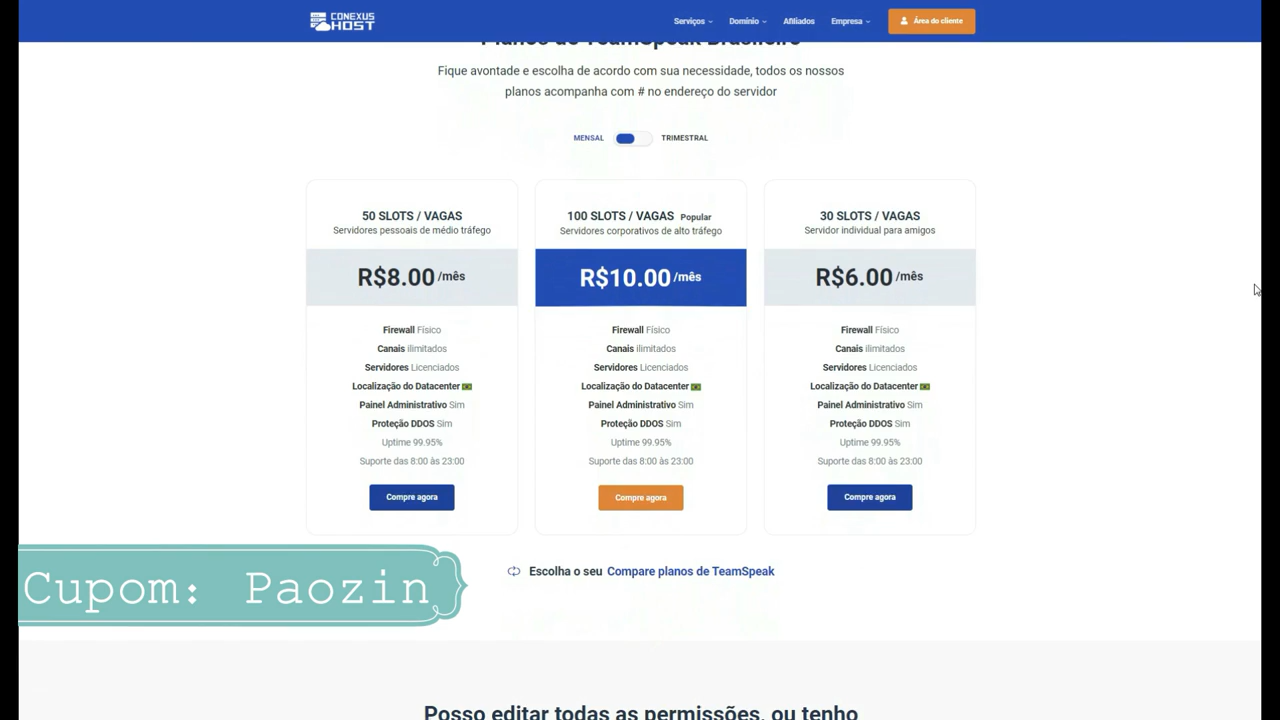 CONEXUS
HOST
Serviços
Domínio
Afiliados
Empresa
Área do cliente
Planos de TeamSpeak Brasileiro
Fique avontade e escolha de acordo com sua necessidade, todos os nossos
planos acompanha com # no endereço do servidor
MENSAL
TRIMESTRAL
50 SLOTS / VAGAS
Servidores pessoais de médio tráfego
R$8.00 /mês
Firewall Físico
Canais ilimitados
Servidores Licenciados
Localização do Datacenter
Painel Administrativo Sim
Proteção DDOS Sim
Uptime 99.95%
Suporte das 8:00 às 23:00
Compre agora
100 SLOTS / VAGAS Popular
Servidores corporativos de alto tráfego
R$10.00 /mês
Firewall Físico
Canais ilimitados
Servidores Licenciados
Localização do Datacenter
Painel Administrativo Sim
Proteção DDOS Sim
Uptime 99.95%
Suporte das 8:00 às 23:00
Compre agora
30 SLOTS / VAGAS
Servidor individual para amigos
R$6.00 /mês
Firewall Físico
Canais ilimitados
Servidores Licenciados
Localização do Datacenter
Painel Administrativo Sim
Proteção DDOS Sim
Uptime 99.95%
Suporte das 8:00 às 23:00
Compre agora
Cupom: Paozin
Escolha o seu Compare planos de TeamSpeak
Posso editar todas as permissões, ou tenho